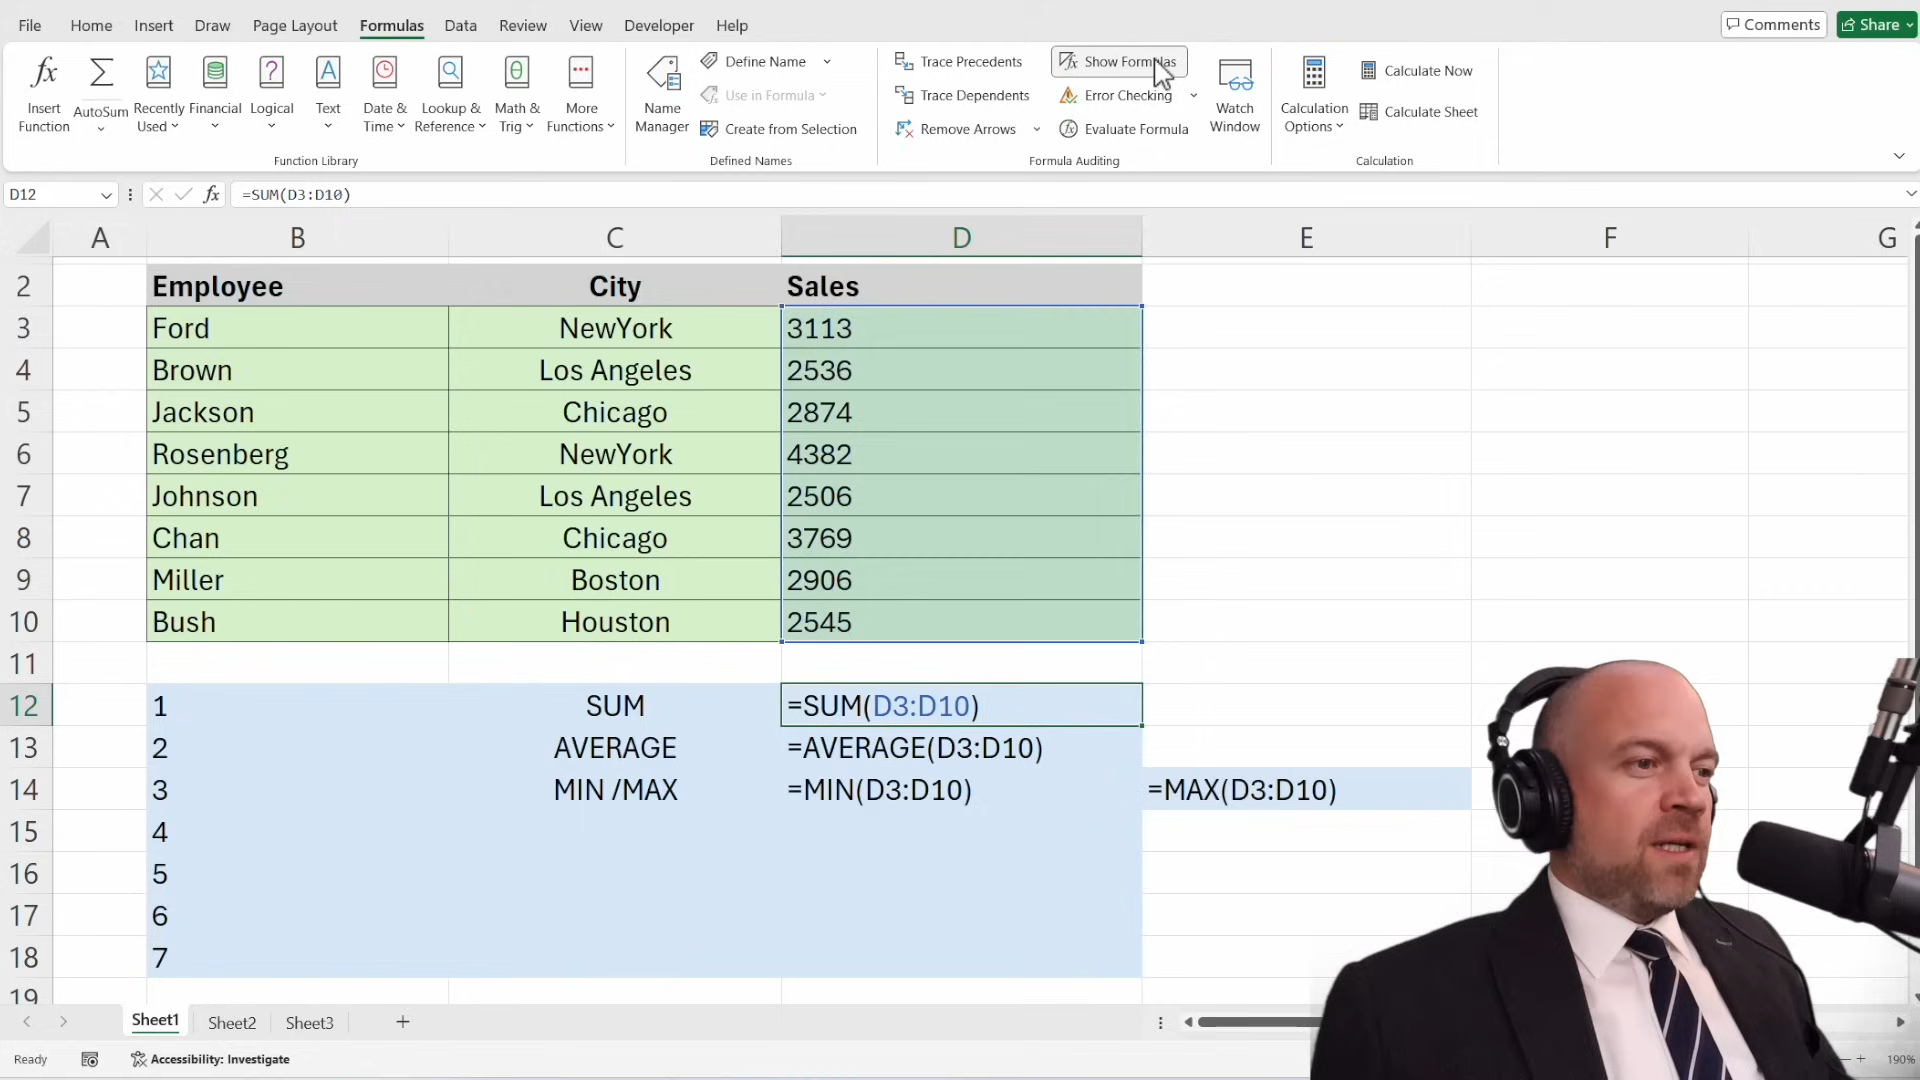 File Home Insert Draw Page Layout Formulas Data Review View Developer Help Comments Share
Insert Function
AutoSum
Recently Used
Financial
Logical
Text
Date & Time
Lookup & Reference
Math & Trig
More Functions
Function Library
Name Manager
Define Name
Use in Formula
Create from Selection
Defined Names
Trace Precedents
Trace Dependents
Remove Arrows
Show Formulas
Error Checking
Evaluate Formula
Formula Auditing
Watch Window
Calculation Options
Calculate Now
Calculate Sheet
Calculation
D12 fx =SUM(D3:D10)
A B C D E F G
2 Employee City Sales
3 Ford NewYork 3113
4 Brown Los Angeles 2536
5 Jackson Chicago 2874
6 Rosenberg NewYork 4382
7 Johnson Los Angeles 2506
8 Chan Chicago 3769
9 Miller Boston 2906
10 Bush Houston 2545
11
12 1 SUM =SUM(D3:D10)
13 2 AVERAGE =AVERAGE(D3:D10)
14 3 MIN /MAX =MIN(D3:D10) =MAX(D3:D10)
15 4
16 5
17 6
18 7
19
Sheet1 Sheet2 Sheet3
Ready Accessibility: Investigate 190%